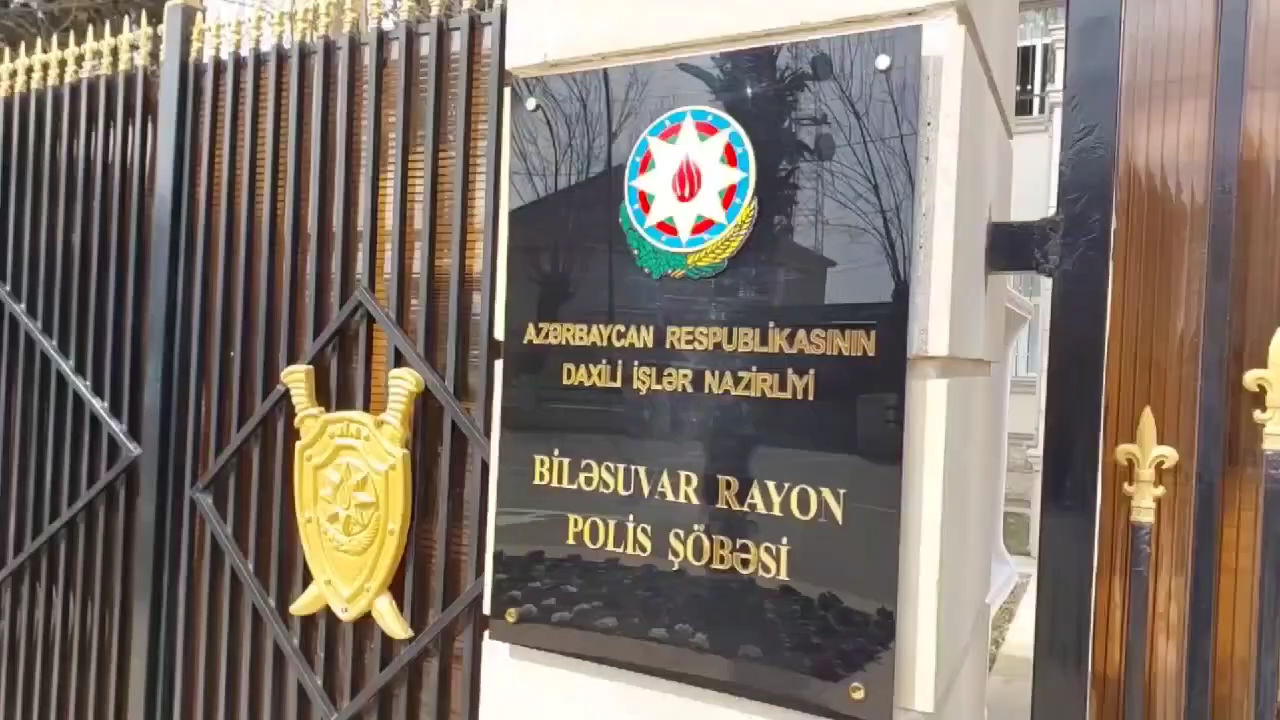 AZƏRBAYCAN RESPUBLİKASININ
DAXİLİ İŞLƏR NAZİRLİYİ
BİLƏSUVAR RAYON
POLİS ŞÖBƏSİ